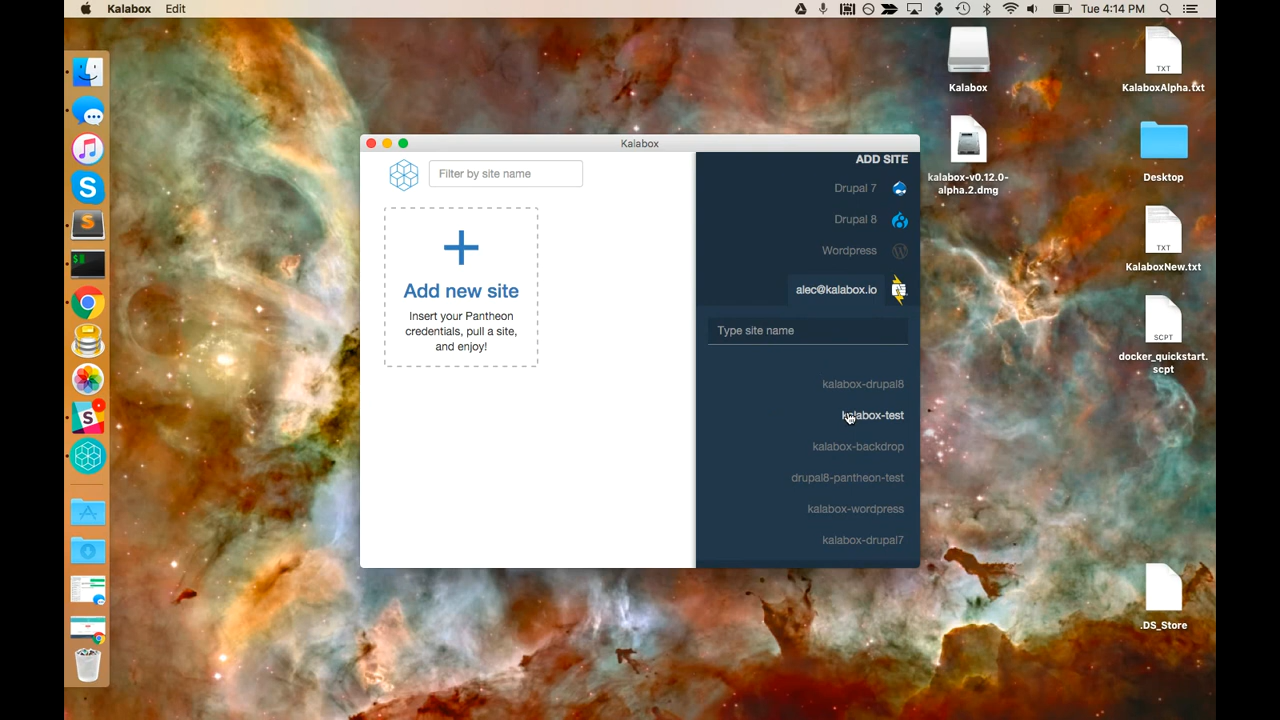 Kalabox Edit
Tue 4:14 PM
Kalabox
Filter by site name
Add new site
Insert your Pantheon
credentials, pull a site,
and enjoy!
ADD SITE
Drupal 7
Drupal 8
Wordpress
alec@kalabox.io
Type site name
kalabox-drupal8
kalabox-test
kalabox-backdrop
drupal8-pantheon-test
kalabox-wordpress
kalabox-drupal7
Kalabox
kalabox-v0.12.0-
alpha.2.dmg
TXT
KalaboxAlpha.txt
Desktop
TXT
KalaboxNew.txt
SCPT
docker_quickstart.
scpt
.DS_Store